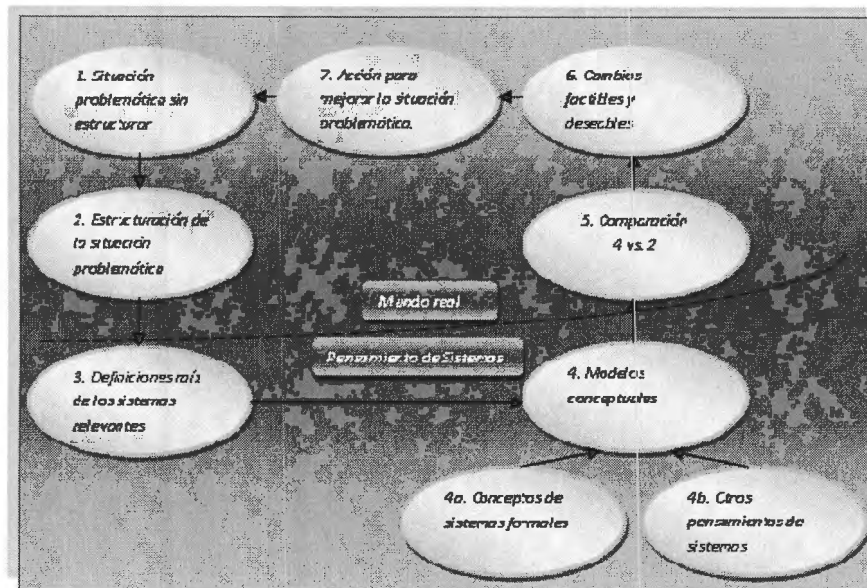 1. Situación
problemática sin
estructurar
7. Acción para
mejorar la situación
problemática.
6. Cambios
factibles y
deseables
2. Estructuración de
la situación
problemática
5. Comparación
4 vs. 2
Mundo real
Pensamiento de Sistemas
3. Definiciones raíz
de los sistemas
relevantes
4. Modelos
conceptuales
4a. Conceptos de
sistemas formales
4b. Otros
pensamientos de
sistemas